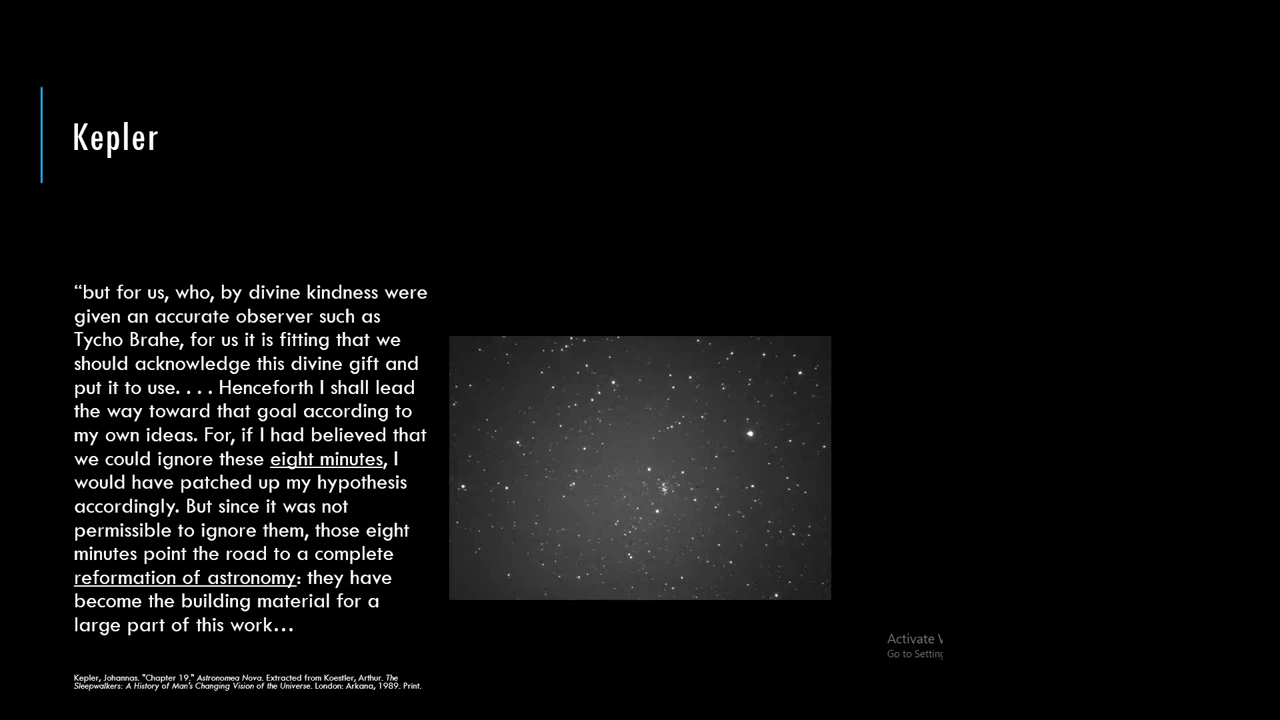 Kepler
“but for us, who, by divine kindness were
given an accurate observer such as
Tycho Brahe, for us it is fitting that we
should acknowledge this divine gift and
put it to use. . . . Henceforth I shall lead
the way toward that goal according to
my own ideas. For, if I had believed that
we could ignore these eight minutes, I
would have patched up my hypothesis
accordingly. But since it was not
permissible to ignore them, those eight
minutes point the road to a complete
reformation of astronomy: they have
become the building material for a
large part of this work…
Kepler, Johannas. "Chapter 19." Astronomea Nova. Extracted from Koestler, Arthur. The
Sleepwalkers: A History of Man's Changing Vision of the Universe. London: Arkana, 1989. Print.
Activate
Go to Setting